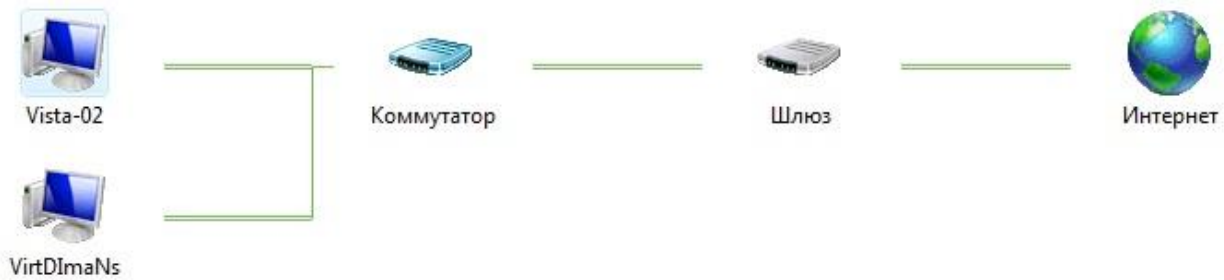 Vista-02
Коммутатор
Шлюз
Интернет
VirtDImaNs